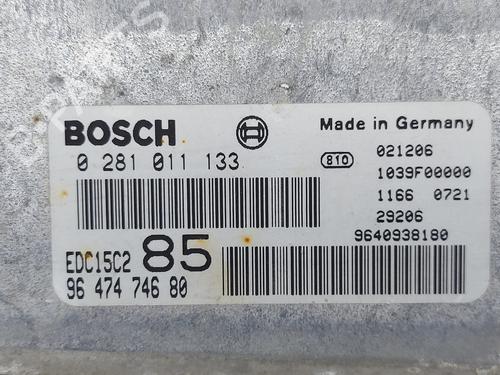 BOSCH
Made in Germany
0 281 011 133
810
021206
1039F00000
1166 0721
29206
9640938180
EDC15C2 85
96 474 746 80